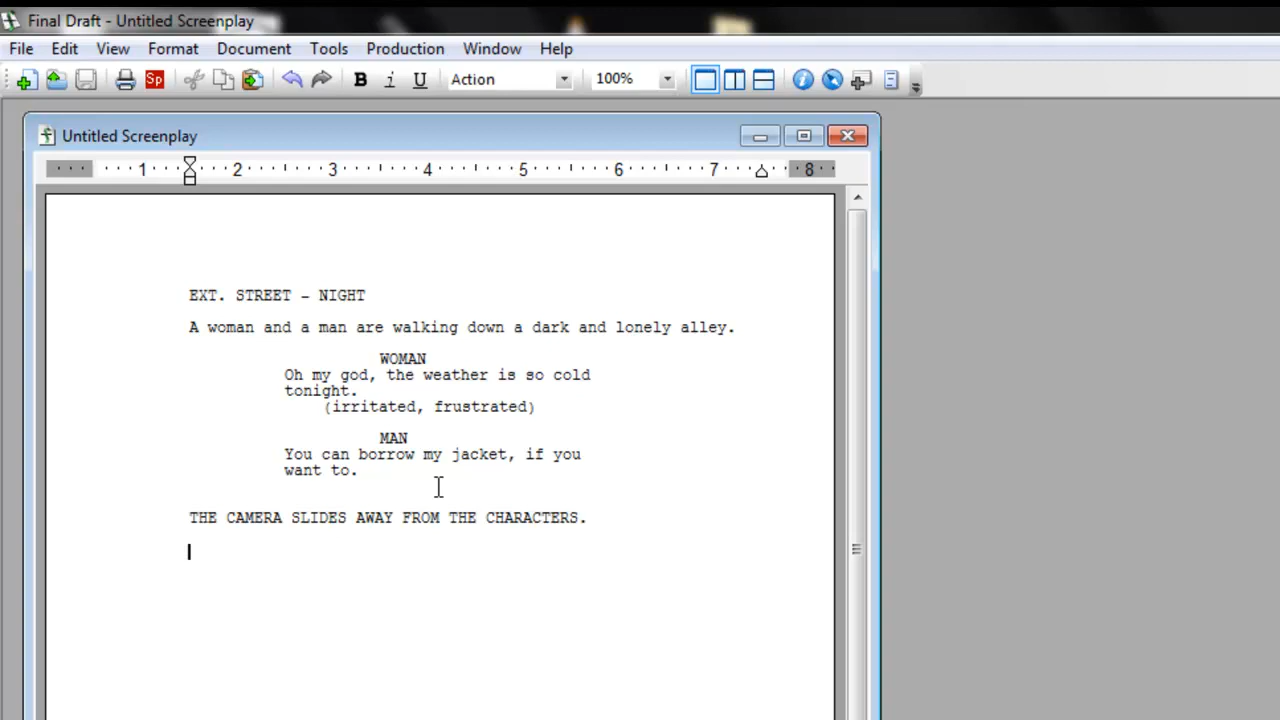 Final Draft - Untitled Screenplay
File Edit View Format Document Tools Production Window Help
Sp B i U Action 100%
Untitled Screenplay
1 2 3 4 5 6 7 8
EXT. STREET - NIGHT
A woman and a man are walking down a dark and lonely alley.
WOMAN
Oh my god, the weather is so cold
tonight.
(irritated, frustrated)
MAN
You can borrow my jacket, if you
want to.
THE CAMERA SLIDES AWAY FROM THE CHARACTERS.